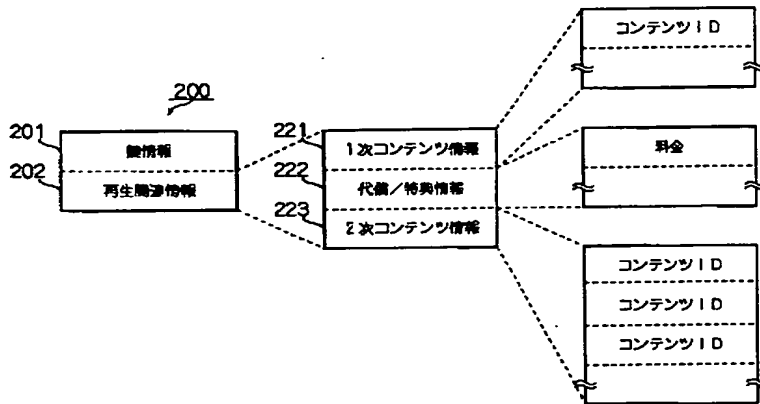 200
201
鍵情報
202
再生関連情報
221
1次コンテンツ情報
222
代償/特典情報
223
2次コンテンツ情報
コンテンツID
料金
コンテンツID
コンテンツID
コンテンツID